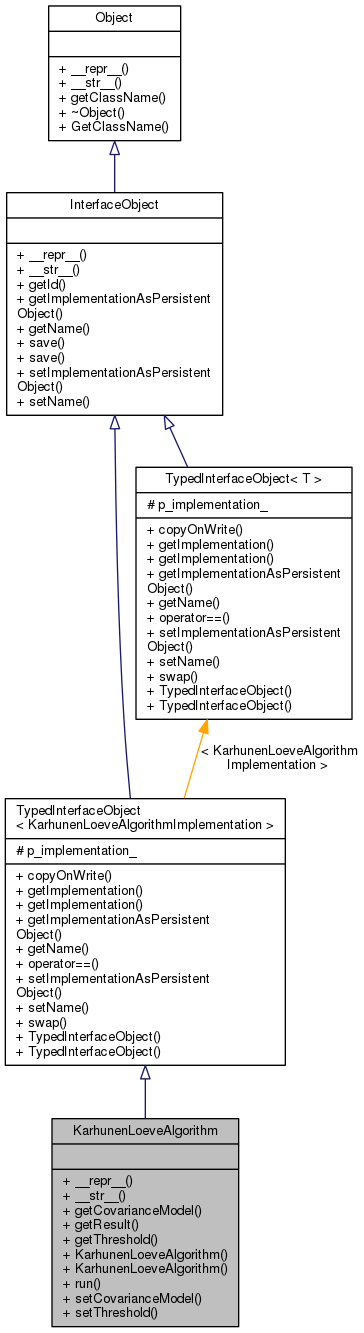 Object
+ __repr__()
+ __str__()
+ getClassName()
+ ~Object()
+ GetClassName()
InterfaceObject
+ __repr__()
+ __str__()
+ getId()
+ getImplementationAsPersistent
Object()
+ getName()
+ save()
+ save()
+ setImplementationAsPersistent
Object()
+ setName()
TypedInterfaceObject< T >
# p_implementation_
+ copyOnWrite()
+ getImplementation()
+ getImplementation()
+ getImplementationAsPersistent
Object()
+ getName()
+ operator==()
+ setImplementationAsPersistent
Object()
+ setName()
+ swap()
+ TypedInterfaceObject()
+ TypedInterfaceObject()
< KarhunenLoeveAlgorithm
Implementation >
TypedInterfaceObject
< KarhunenLoeveAlgorithmImplementation >
# p_implementation_
+ copyOnWrite()
+ getImplementation()
+ getImplementation()
+ getImplementationAsPersistent
Object()
+ getName()
+ operator==()
+ setImplementationAsPersistent
Object()
+ setName()
+ swap()
+ TypedInterfaceObject()
+ TypedInterfaceObject()
KarhunenLoeveAlgorithm
+ __repr__()
+ __str__()
+ getCovarianceModel()
+ getResult()
+ getThreshold()
+ KarhunenLoeveAlgorithm()
+ KarhunenLoeveAlgorithm()
+ run()
+ setCovarianceModel()
+ setThreshold()